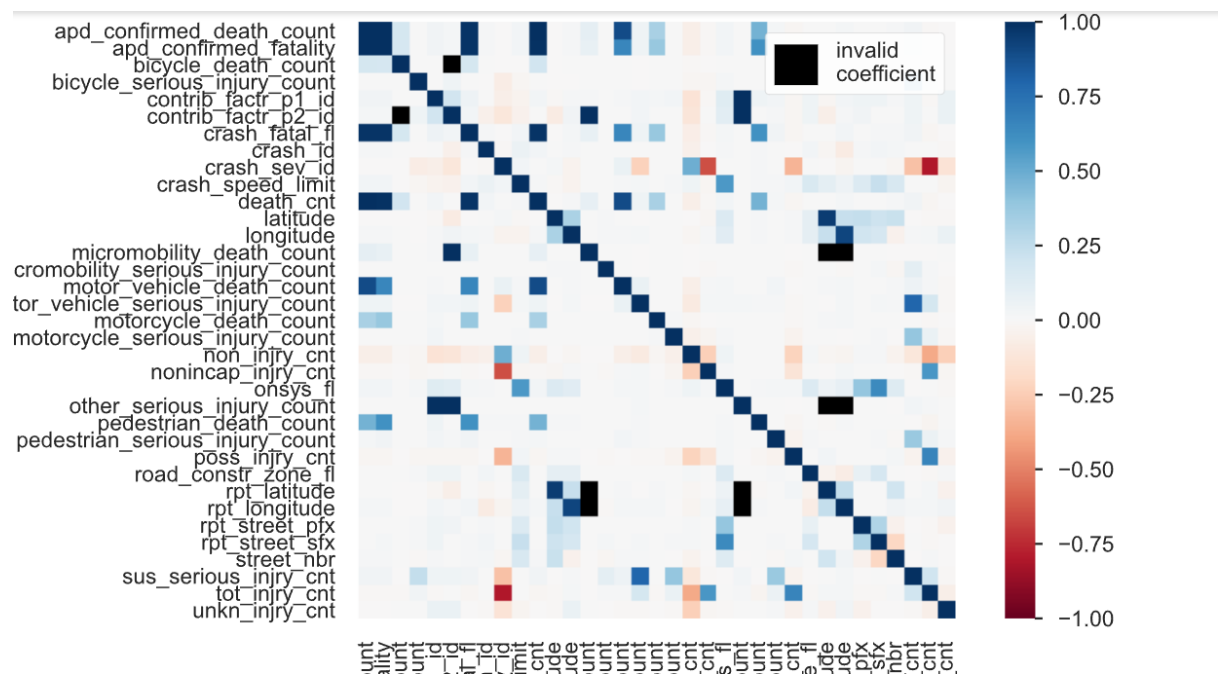 apd_confirmed_death_count
apd_confirmed_fatality
bicycle_death_count
bicycle_serious_injury_count
contrib_factr_p1_id
contrib_factr_p2_id
crash_fatal_fl
crash_id
crash_sev_id
crash_speed_limit
death_cnt
latitude
longitude
micromobility_death_count
cromobility_serious_injury_count
motor_vehicle_death_count
tor_vehicle_serious_injury_count
motorcycle_death_count
motorcycle_serious_injury_count
non_injry_cnt
nonincap_injry_cnt
onsys_fl
other_serious_injury_count
pedestrian_death_count
pedestrian_serious_injury_count
poss_injry_cnt
road_constr_zone_fl
rpt_latitude
rpt_longitude
rpt_street_pfx
rpt_street_sfx
street_nbr
sus_serious_injry_cnt
tot_injry_cnt
unkn_injry_cnt
invalid
coefficient
1.00
0.75
0.50
0.25
0.00
−0.25
−0.50
−0.75
−1.00